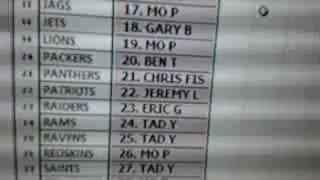 JAGS 17. MO P
JETS 18. GARY B
LIONS 19. MO P
PACKERS 20. BEN T
PANTHERS 21. CHRIS FIS
PATRIOTS 22. JEREMY L
RAIDERS 23. ERIC G
RAMS 24. TAD Y
RAVENS 25. TAD Y
REDSKINS 26. MO P
SAINTS 27. TAD Y